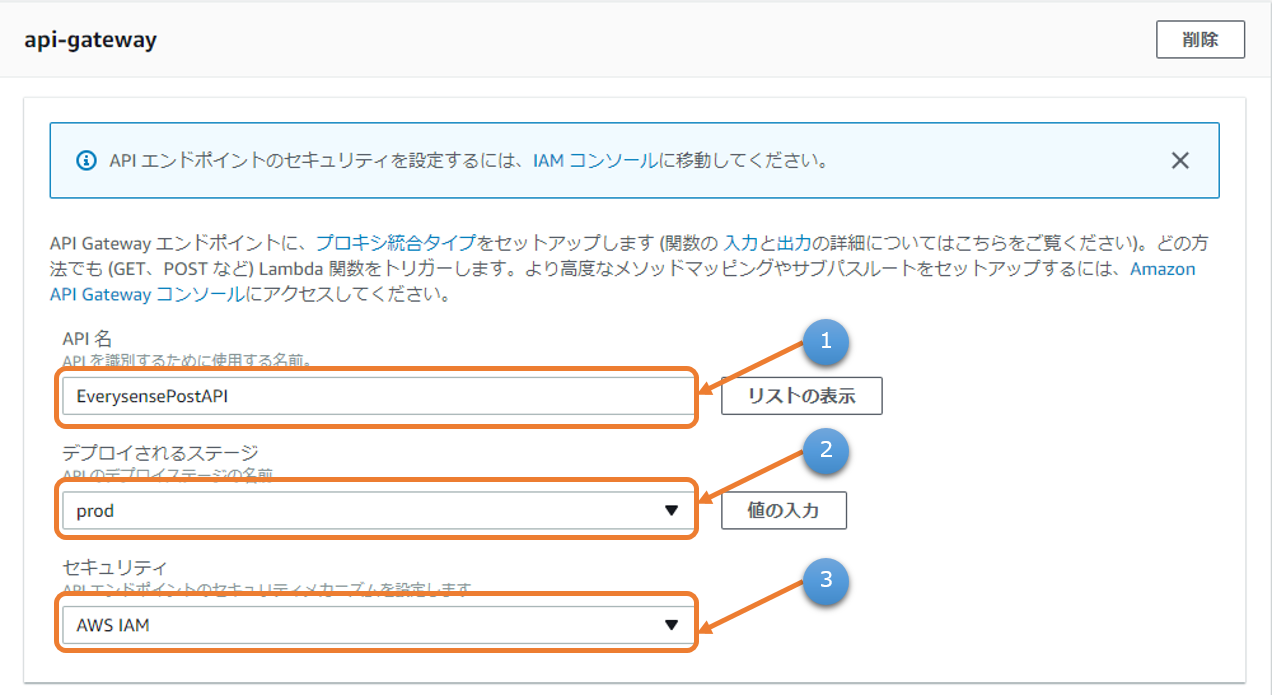 api-gateway
削除
API エンドポイントのセキュリティを設定するには、IAM コンソールに移動してください。
API Gateway エンドポイントに、プロキシ統合タイプをセットアップします (関数の 入力と出力の詳細についてはこちらをご覧ください)。どの方
法でも (GET、POST など) Lambda 関数をトリガーします。より高度なメソッドマッピングやサブパスルートをセットアップするには、Amazon
API Gateway コンソールにアクセスしてください。
API 名
1
API を識別するために使用する名前。
EverysensePostAPI
リストの表示
デプロイされるステージ
2
API のデプロイステージの名前
prod
値の入力
セキュリティ
3
API エンドポイントのセキュリティメカニズムを設定します
AWS IAM